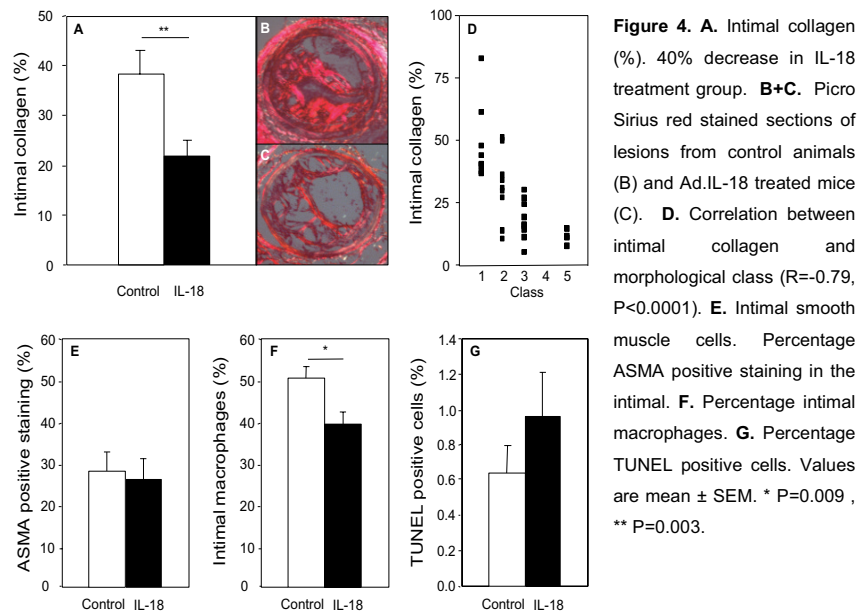 A
**
Intimal collagen (%)
50
40
30
20
10
0
Control IL-18
B
C
D
Intimal collagen (%)
100
75
50
25
0
1 2 3 4 5
Class
Figure 4. A. Intimal collagen
(%). 40% decrease in IL-18
treatment group. B+C. Picro
Sirius red stained sections of
lesions from control animals
(B) and Ad.IL-18 treated mice
(C). D. Correlation between
intimal collagen and
morphological class (R=-0.79,
P<0.0001). E. Intimal smooth
muscle cells. Percentage
ASMA positive staining in the
intimal. F. Percentage intimal
macrophages. G. Percentage
TUNEL positive cells. Values
are mean ± SEM. * P=0.009 ,
** P=0.003.
E
ASMA positive staining (%)
60
50
40
30
20
10
0
Control IL-18
F
*
Intimal macrophages (%)
60
50
40
30
20
10
0
Control IL-18
G
TUNEL positive cells (%)
1.4
1.2
1.0
0.8
0.6
0.4
0.2
0.0
Control IL-18